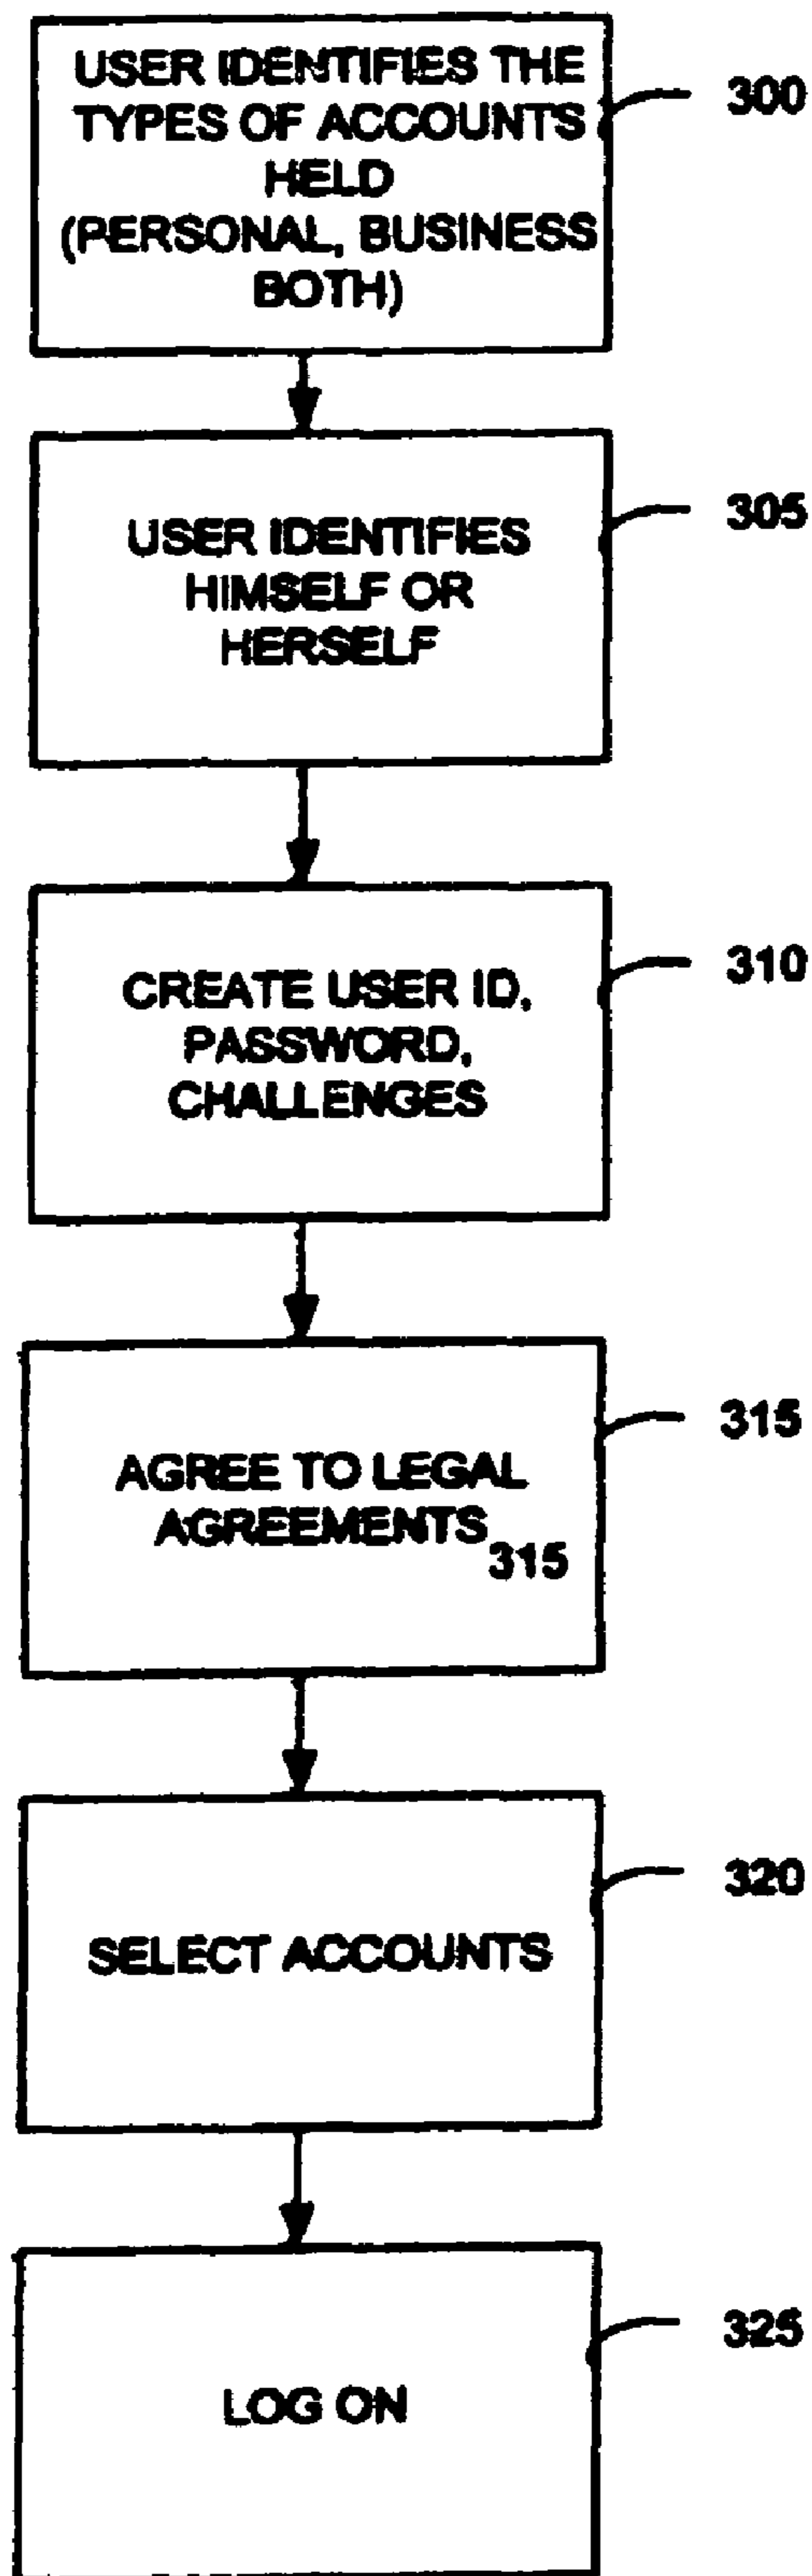 USER IDENTIFIES THE
TYPES OF ACCOUNTS
HELD
(PERSONAL, BUSINESS
BOTH)
300
USER IDENTIFIES
HIMSELF OR
HERSELF
305
CREATE USER ID,
PASSWORD,
CHALLENGES
310
AGREE TO LEGAL
AGREEMENTS
315
315
SELECT ACCOUNTS
320
LOG ON
325